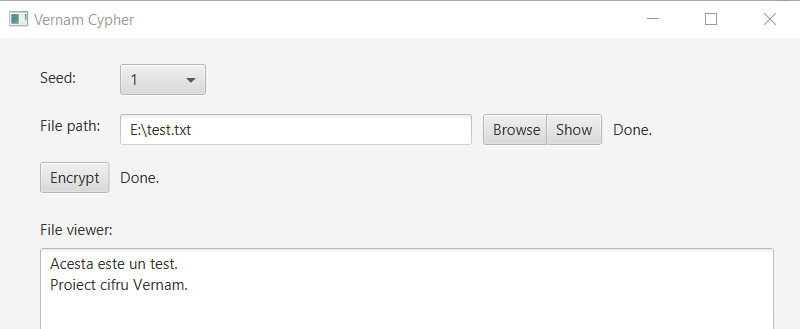 Vernam Cypher
Seed: 1
File path: E:\test.txt Browse Show Done.
Encrypt Done.
File viewer:
Acesta este un test.
Proiect cifru Vernam.